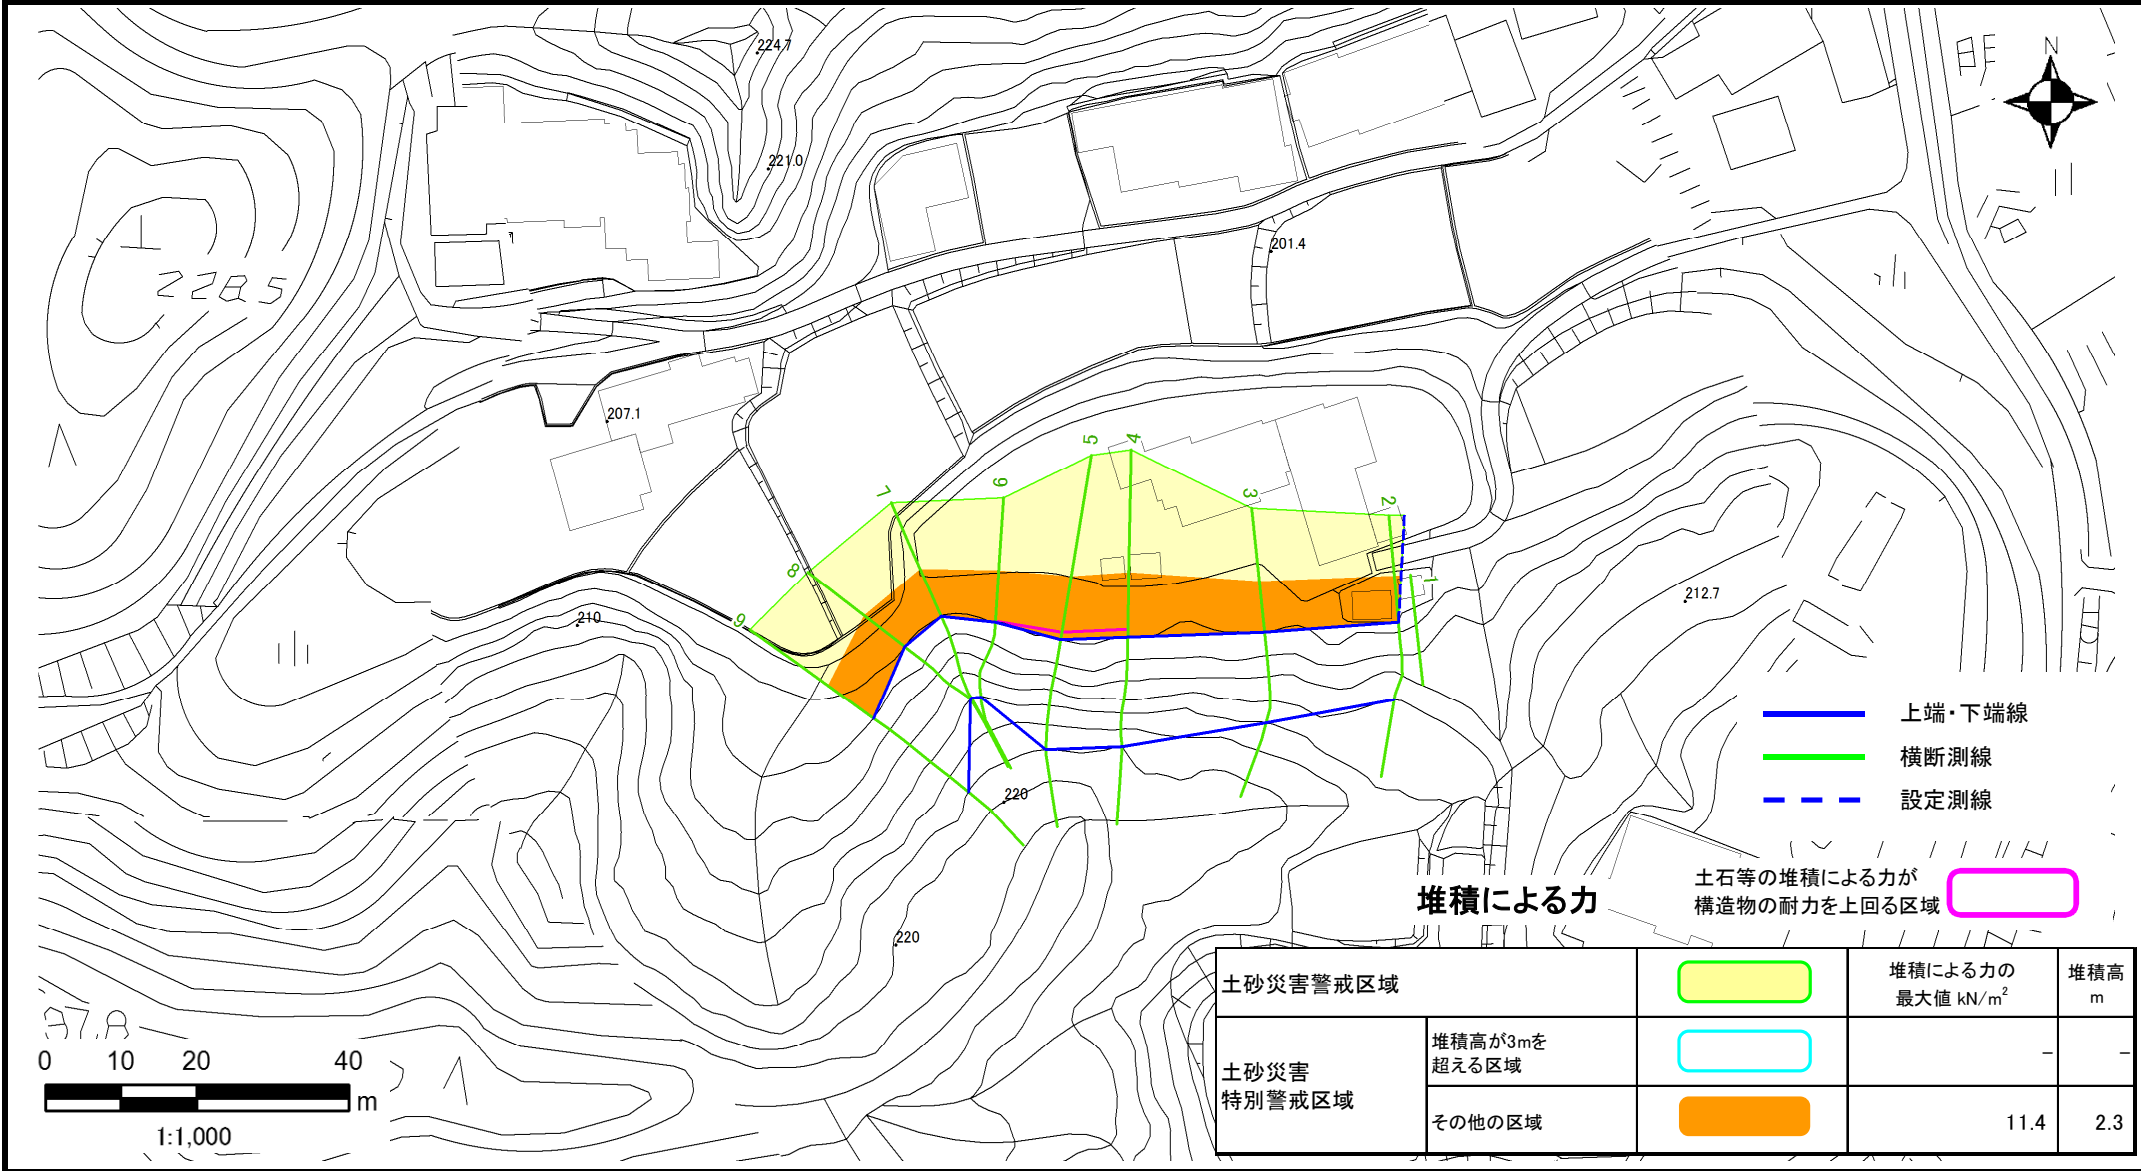 224.7
N
221.0
228.5
201.4
207.1
5
4
7
6
3
2
8
1
9
210
212.7
220
220
上端・下端線
横断測線
設定測線
堆積による力
土石等の堆積による力が
構造物の耐力を上回る区域
土砂災害警戒区域
堆積による力の
最大値 kN/m²
堆積高
m
土砂災害
特別警戒区域
堆積高が3mを
超える区域
-
-
その他の区域
11.4
2.3
0 10 20 40
m
1:1,000